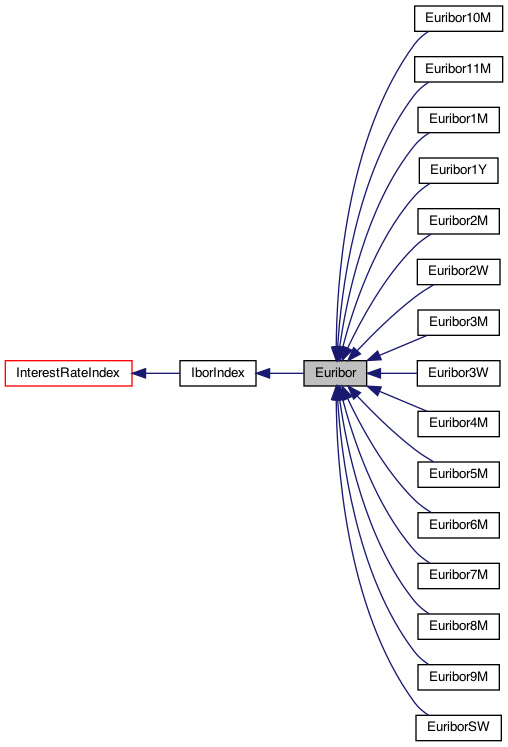 Euribor10M
Euribor11M
Euribor1M
Euribor1Y
Euribor2M
Euribor2W
Euribor3M
InterestRateIndex
IborIndex
Euribor
Euribor3W
Euribor4M
Euribor5M
Euribor6M
Euribor7M
Euribor8M
Euribor9M
EuriborSW